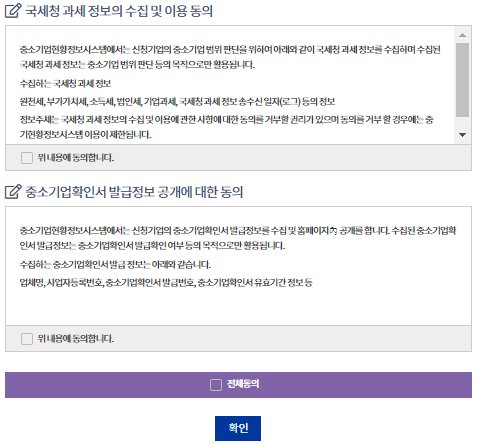 국세청 과세 정보의 수집 및 이용 동의
중소기업현황정보시스템에서는 신청기업의 중소기업 범위 판단을 위하여 아래와 같이 국세청 과세 정보를 수집하며 수집된
국세청 과세 정보는 중소기업 범위 판단 등의 목적으로만 활용됩니다.
수집하는 국세청 과세 정보
원천세, 부가가치세, 소득세, 법인세, 기업과세, 국세청 과세 정보 송수신 일자(로그) 등의 정보
정보주체는 국세청 과세 정보의 수집 및 이용에 관한 사항에 대한 동의를 거부할 권리가 있으며 동의를 거부 할 경우에는 중
소기업현황정보시스템 이용이 제한됩니다.
위 내용에 동의합니다.
중소기업확인서 발급정보 공개에 대한 동의
중소기업현황정보시스템에서는 신청기업의 중소기업확인서 발급정보를 수집 및 홈페이지 공개를 합니다. 수집된 중소기업확
인서 발급정보는 중소기업확인서 발급확인 여부 등의 목적으로만 활용됩니다.
수집하는 중소기업확인서 발급 정보는 아래와 같습니다.
업체명, 사업자등록번호, 중소기업확인서 발급번호, 중소기업확인서 유효기간 정보 등
위 내용에 동의합니다.
전체동의
확인